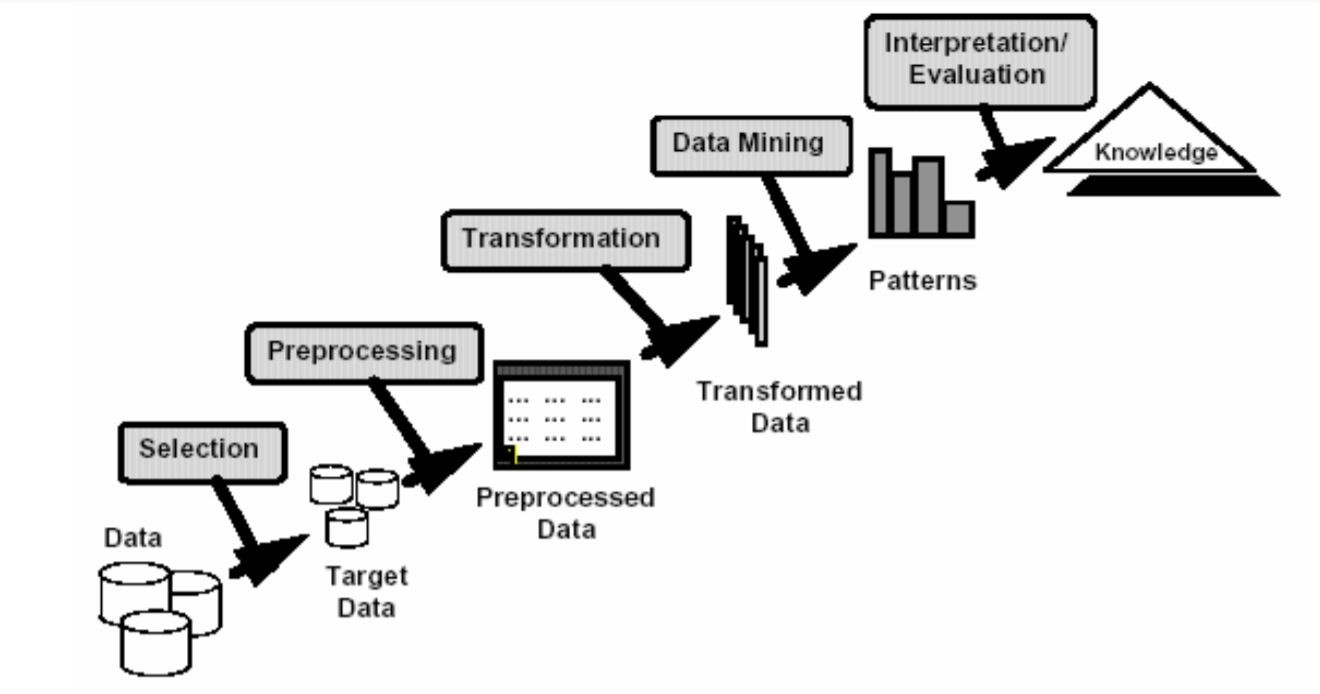 Interpretation/
Evaluation
Knowledge
Data Mining
Patterns
Transformation
Transformed
Data
Preprocessing
Preprocessed
Data
Selection
Target
Data
Data